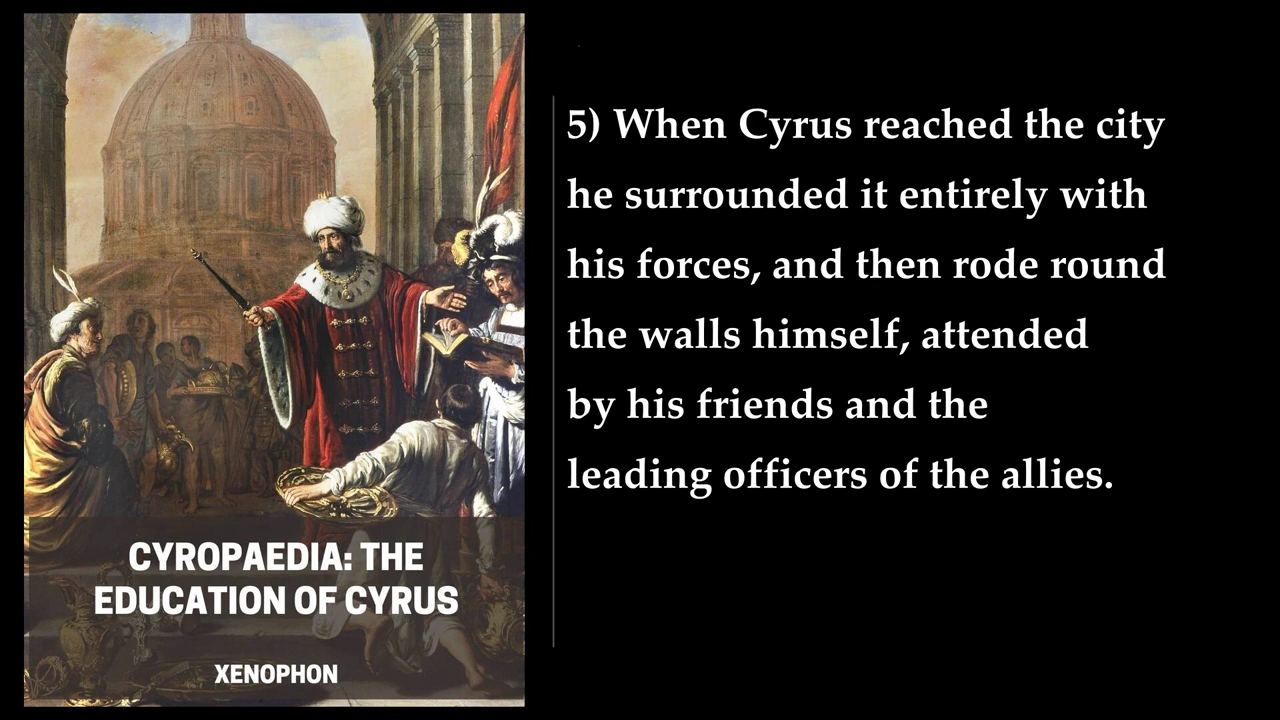 CYROPAEDIA: THE
EDUCATION OF CYRUS
XENOPHON
5) When Cyrus reached the city
he surrounded it entirely with
his forces, and then rode round
the walls himself, attended
by his friends and the
leading officers of the allies.